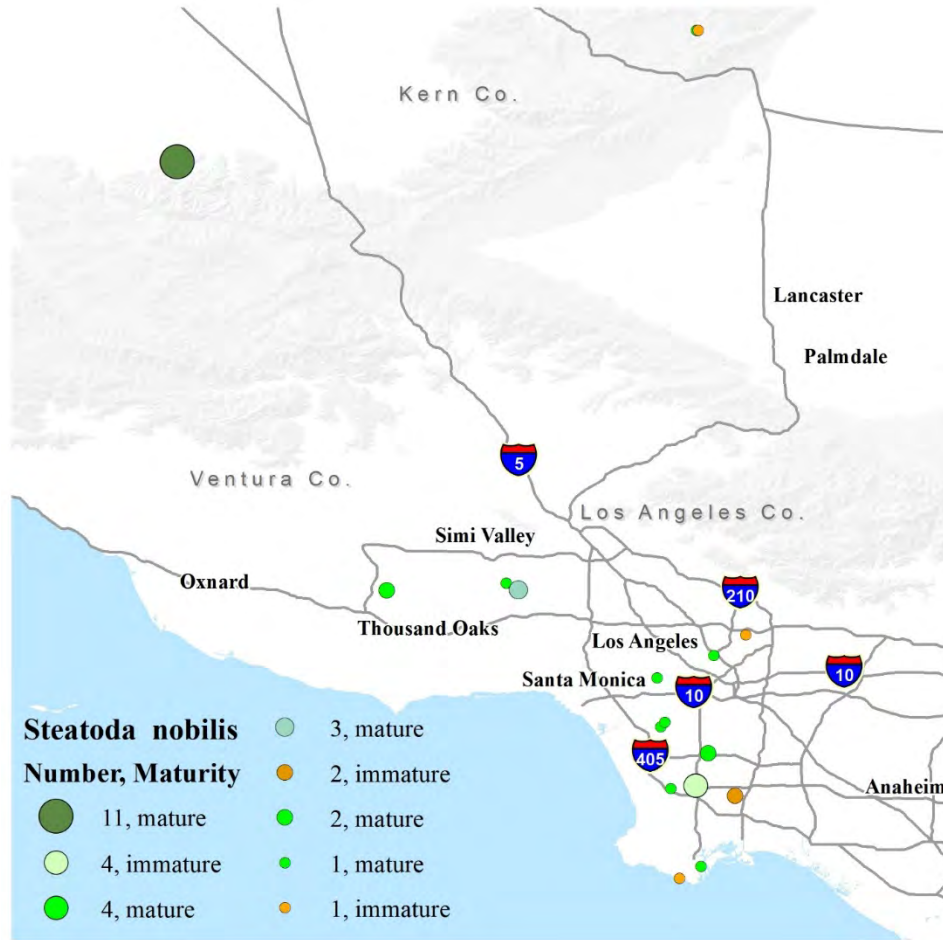 Kern Co.
Lancaster
Palmdale
5
Ventura Co.
Los Angeles Co.
Simi Valley
Oxnard
210
Thousand Oaks
Los Angeles
10
Santa Monica
10
405
Anaheim
Steatoda nobilis
Number, Maturity
11, mature
4, immature
4, mature
3, mature
2, immature
2, mature
1, mature
1, immature